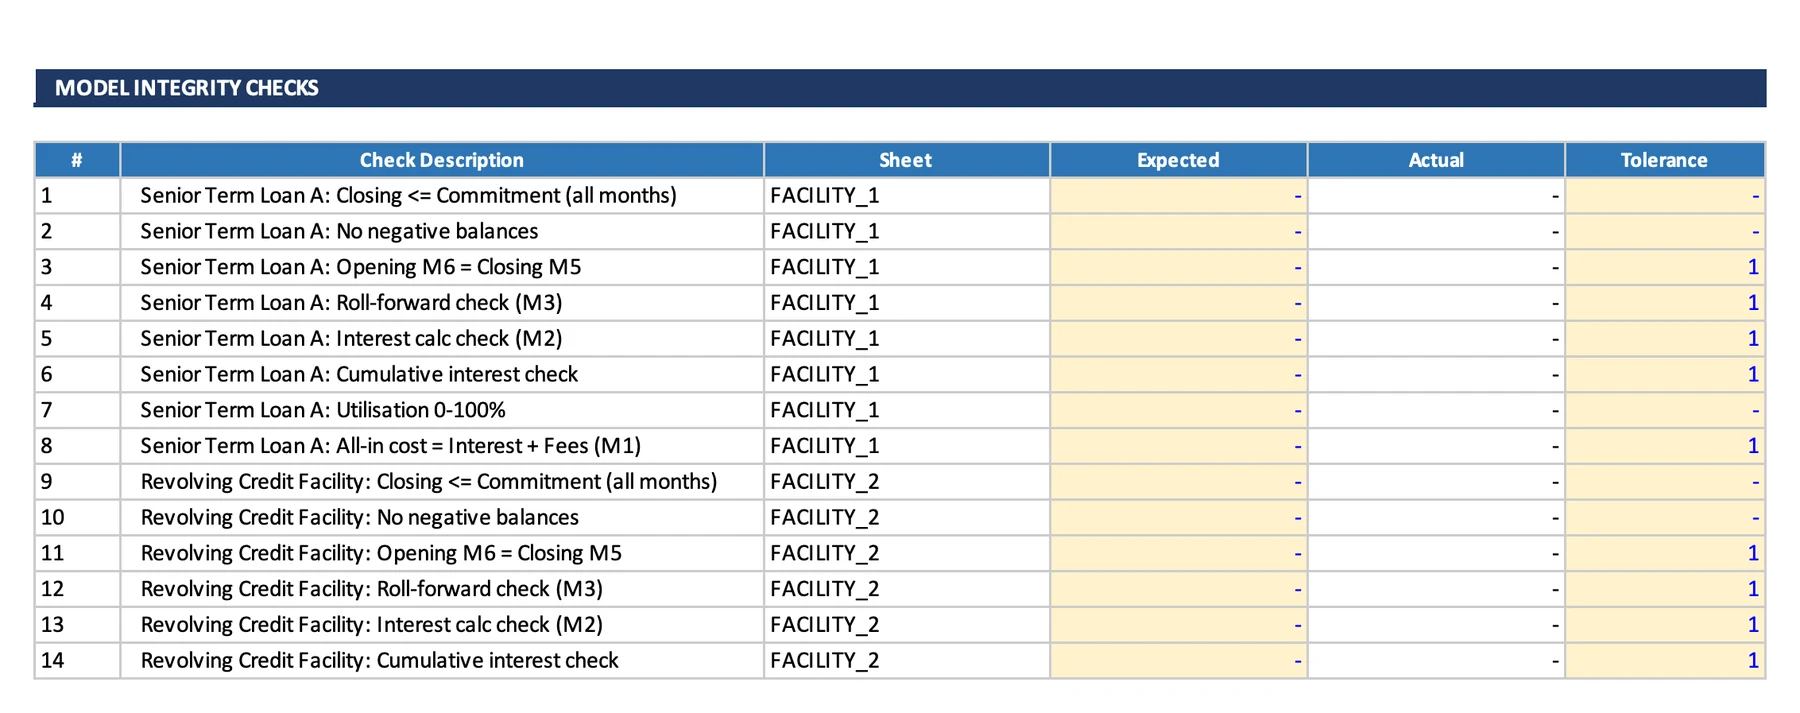 MODEL INTEGRITY CHECKS
# Check Description Sheet Expected Actual Tolerance
1 Senior Term Loan A: Closing <= Commitment (all months) FACILITY_1 - - -
2 Senior Term Loan A: No negative balances FACILITY_1 - - -
3 Senior Term Loan A: Opening M6 = Closing M5 FACILITY_1 - - 1
4 Senior Term Loan A: Roll-forward check (M3) FACILITY_1 - - 1
5 Senior Term Loan A: Interest calc check (M2) FACILITY_1 - - 1
6 Senior Term Loan A: Cumulative interest check FACILITY_1 - - 1
7 Senior Term Loan A: Utilisation 0-100% FACILITY_1 - - -
8 Senior Term Loan A: All-in cost = Interest + Fees (M1) FACILITY_1 - - 1
9 Revolving Credit Facility: Closing <= Commitment (all months) FACILITY_2 - - -
10 Revolving Credit Facility: No negative balances FACILITY_2 - - -
11 Revolving Credit Facility: Opening M6 = Closing M5 FACILITY_2 - - 1
12 Revolving Credit Facility: Roll-forward check (M3) FACILITY_2 - - 1
13 Revolving Credit Facility: Interest calc check (M2) FACILITY_2 - - 1
14 Revolving Credit Facility: Cumulative interest check FACILITY_2 - - 1